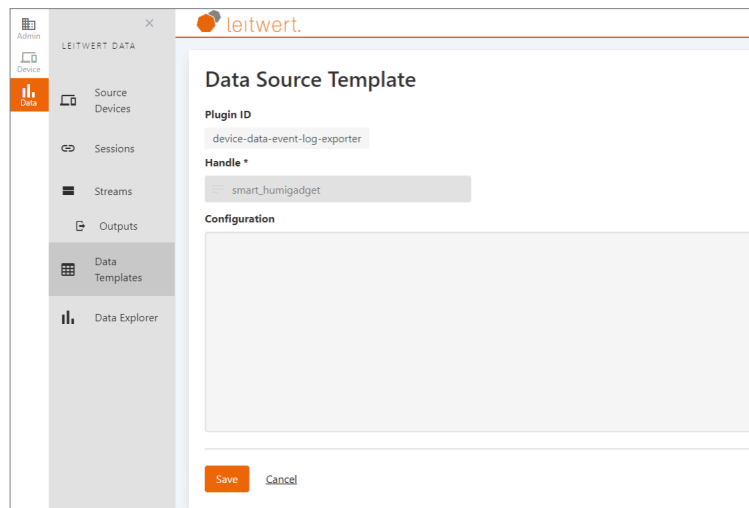 Admin
Device
Data
×
LEITWERT DATA
Source
Devices
Sessions
Streams
Outputs
Data
Templates
Data Explorer
leitwert.
Data Source Template
Plugin ID
device-data-event-log-exporter
Handle *
smart_humigadget
Configuration
Save
Cancel